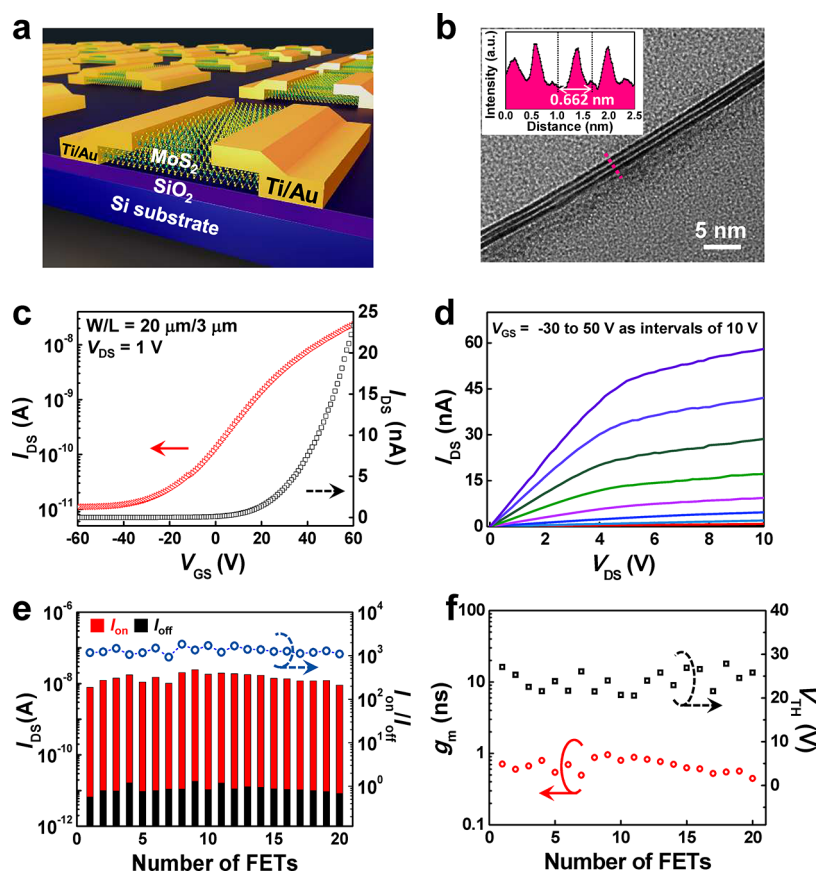 a
Ti/Au
MoS2
SiO2
Ti/Au
Si substrate
b
Intensity (a.u.)
0.662 nm
0.0 0.5 1.0 1.5 2.0 2.5
Distance (nm)
5 nm
c
W/L = 20 μm/3 μm
VDS = 1 V
10-8
10-9
10-10
10-11
IDS (A)
25
20
15
10
5
0
IDS (nA)
-60 -40 -20 0 20 40 60
VGS (V)
d
VGS = -30 to 50 V as intervals of 10 V
60
45
30
15
0
IDS (nA)
0 2 4 6 8 10
VDS (V)
e
Ion Ioff
10-6
10-8
10-10
10-12
IDS(A)
104
103
102
101
100
Ion/Ioff
0 5 10 15 20
Number of FETs
f
100
10
1
0.1
gm (ns)
40
30
20
10
0
VTH (V)
0 5 10 15 20
Number of FETs